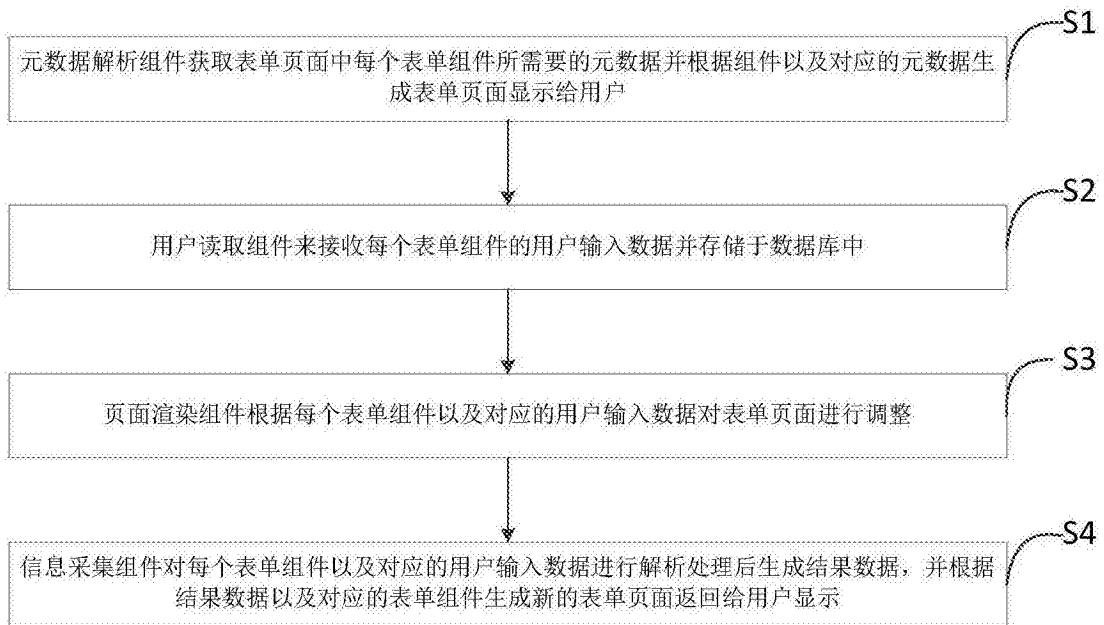 S1
元数据解析组件获取表单页面中每个表单组件所需要的元数据并根据组件以及对应的元数据生
成表单页面显示给用户
S2
用户读取组件来接收每个表单组件的用户输入数据并存储于数据库中
S3
页面渲染组件根据每个表单组件以及对应的用户输入数据对表单页面进行调整
S4
信息采集组件对每个表单组件以及对应的用户输入数据进行解析处理后生成结果数据，并根据
结果数据以及对应的表单组件生成新的表单页面返回给用户显示